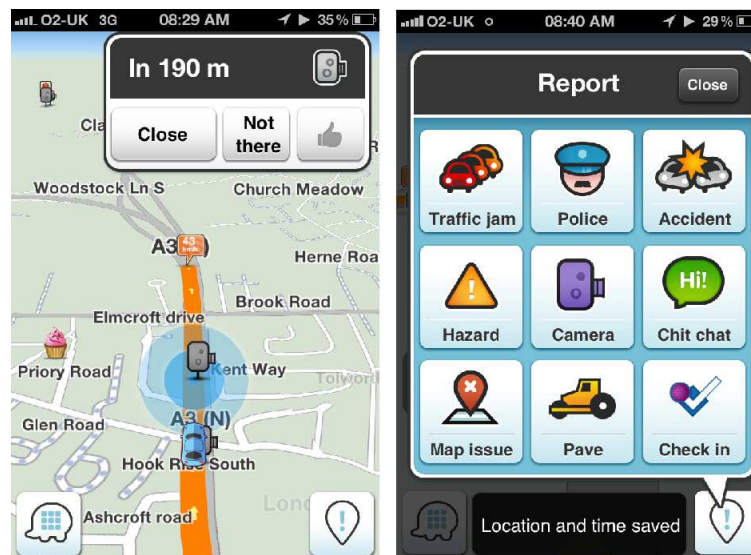 O2-UK 3G 08:29 AM 35%
In 190 m
Close
Not
there
Woodstock Ln S
Church Meadow
A3
43
km/h
Herne Roa
Brook Road
Elmcroft drive
Priory Road
Kent Way
Tolword
Glen Road
A3 (N)
Hook Rise South
Ashcroft road
O2-UK 08:40 AM 29%
Report
Close
Traffic jam
Police
Accident
Hazard
Hi!
Camera
Chit chat
Map issue
Pave
Check in
Location and time saved